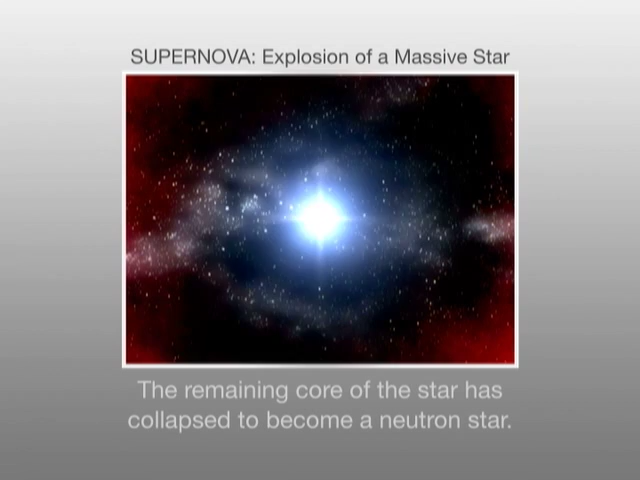 SUPERNOVA: Explosion of a Massive Star
The remaining core of the star has
collapsed to become a neutron star.